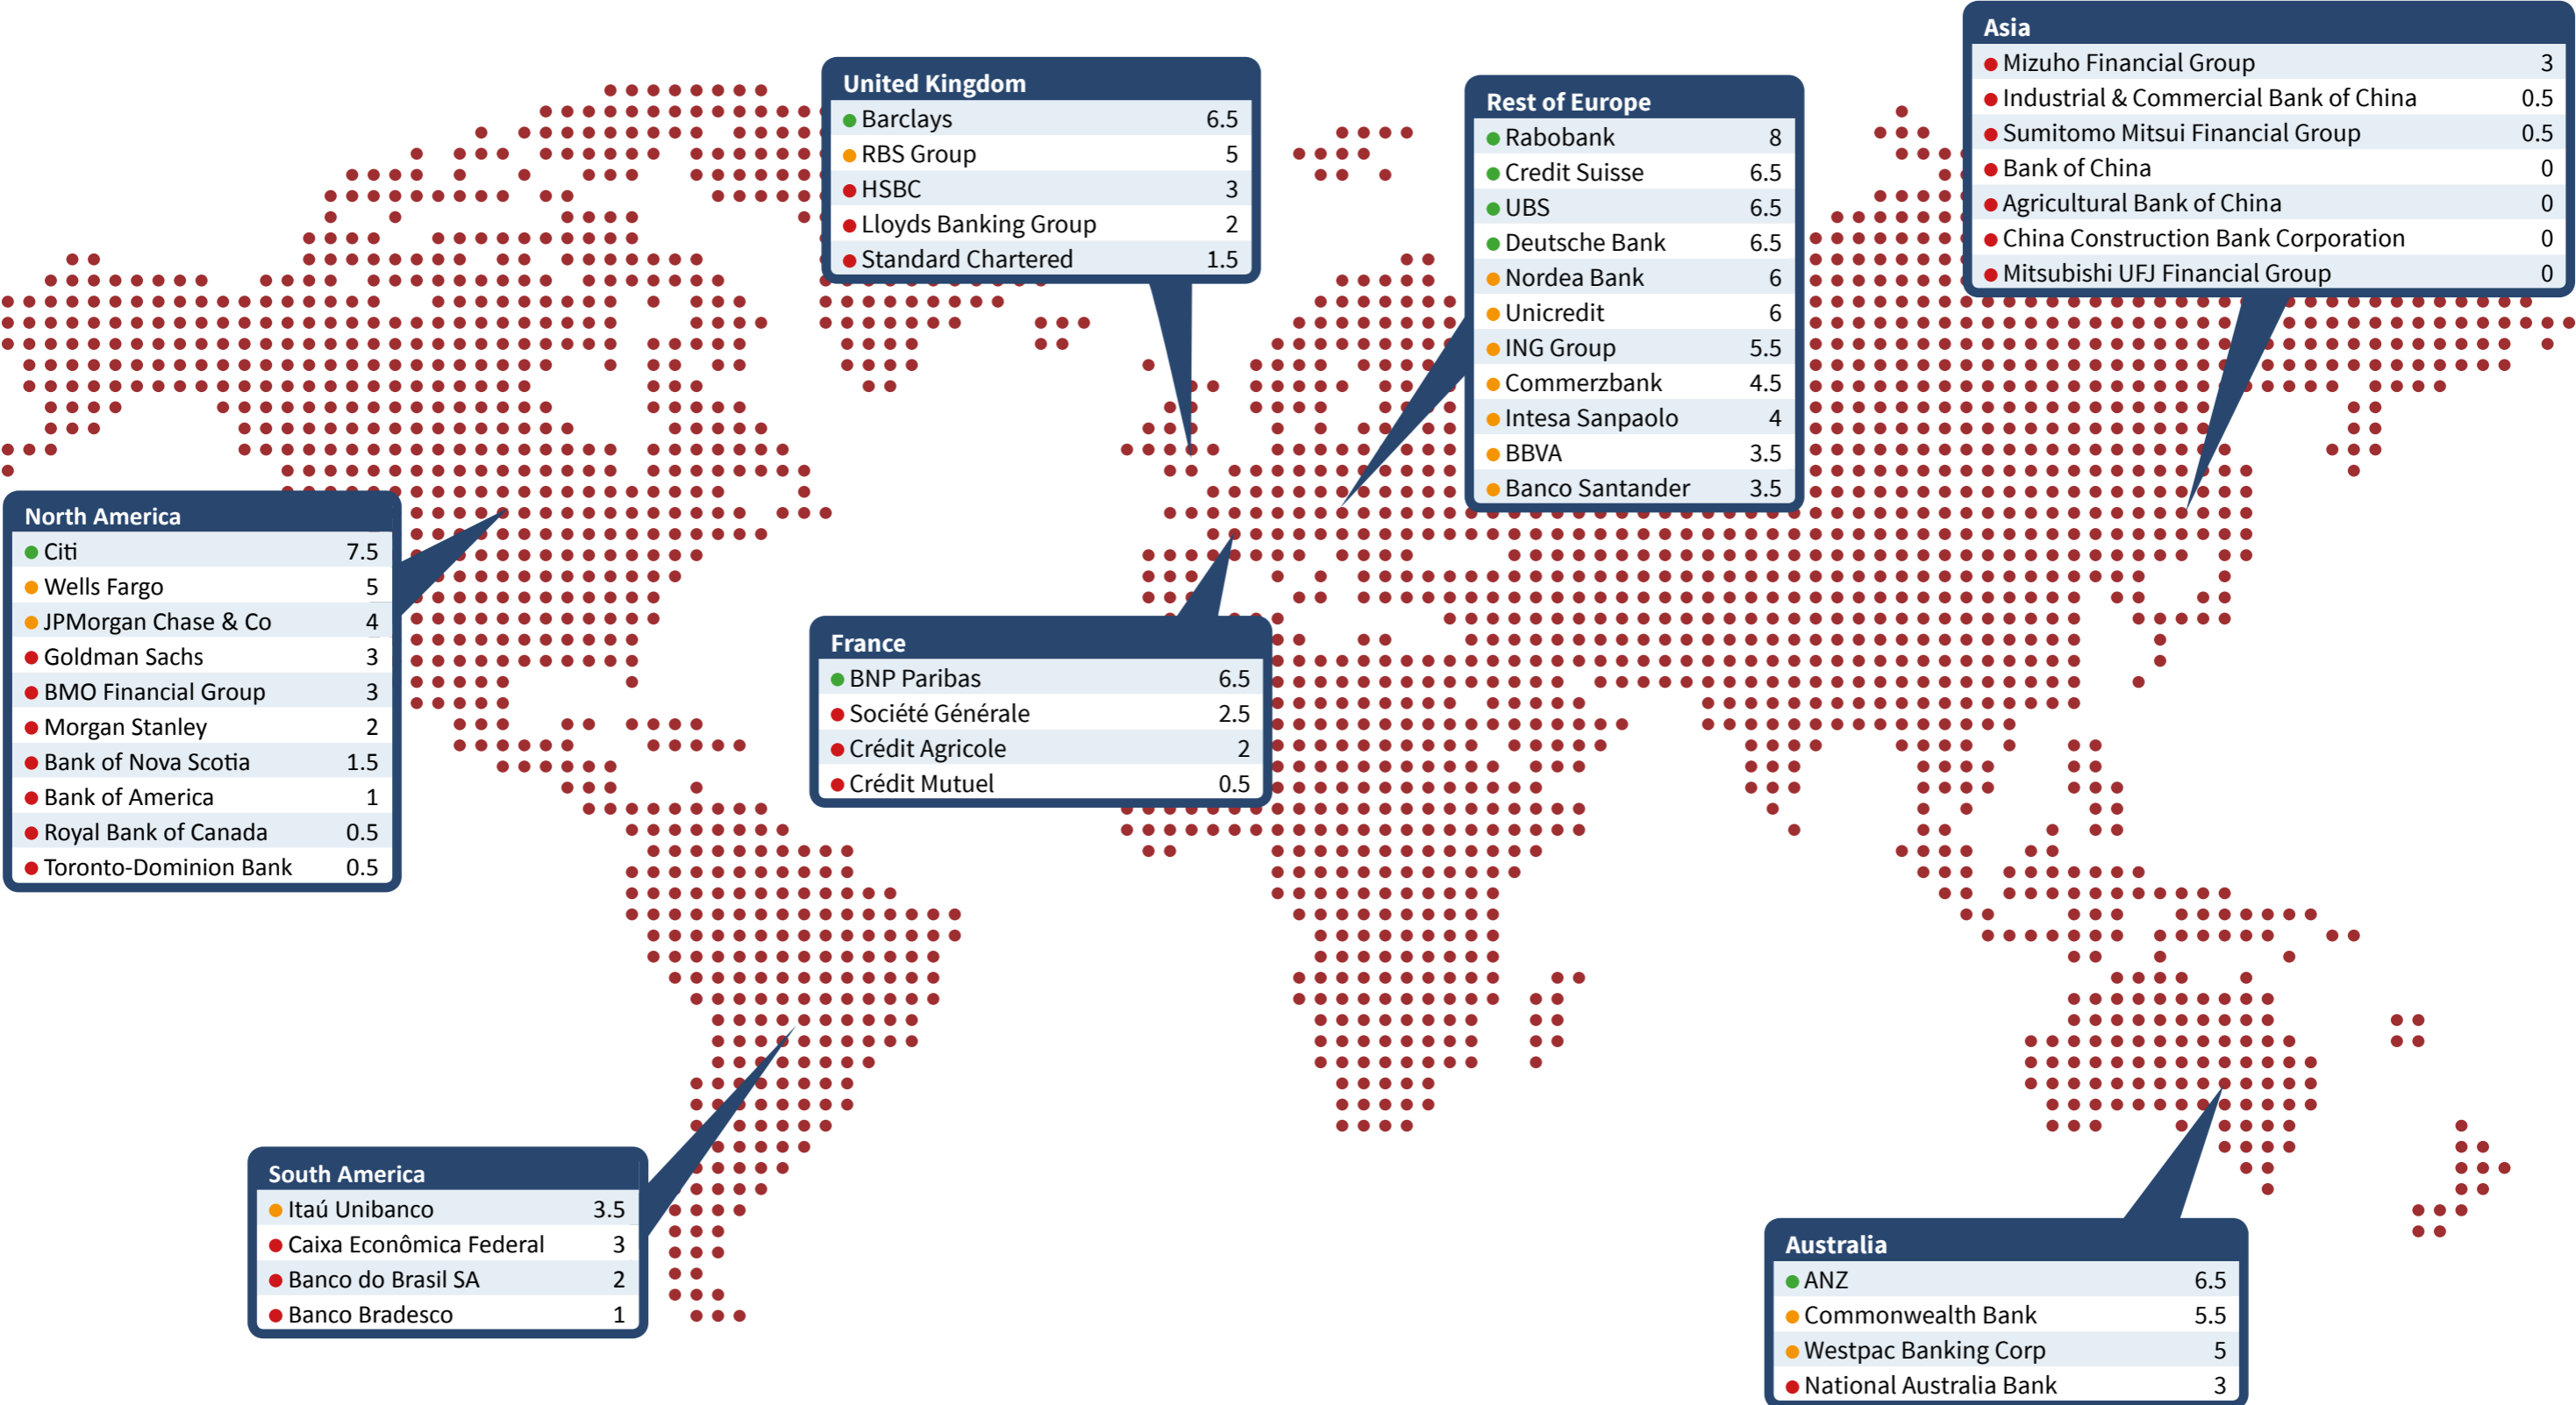 United Kingdom
Barclays 6.5
RBS Group 5
HSBC 3
Lloyds Banking Group 2
Standard Chartered 1.5
Rest of Europe
Rabobank 8
Credit Suisse 6.5
UBS 6.5
Deutsche Bank 6.5
Nordea Bank 6
Unicredit 6
ING Group 5.5
Commerzbank 4.5
Intesa Sanpaolo 4
BBVA 3.5
Banco Santander 3.5
Asia
Mizuho Financial Group 3
Industrial & Commercial Bank of China 0.5
Sumitomo Mitsui Financial Group 0.5
Bank of China 0
Agricultural Bank of China 0
China Construction Bank Corporation 0
Mitsubishi UFJ Financial Group 0
North America
Citi 7.5
Wells Fargo 5
JPMorgan Chase & Co 4
Goldman Sachs 3
BMO Financial Group 3
Morgan Stanley 2
Bank of Nova Scotia 1.5
Bank of America 1
Royal Bank of Canada 0.5
Toronto-Dominion Bank 0.5
France
BNP Paribas 6.5
Société Générale 2.5
Crédit Agricole 2
Crédit Mutuel 0.5
South America
Itaú Unibanco 3.5
Caixa Econômica Federal 3
Banco do Brasil SA 2
Banco Bradesco 1
Australia
ANZ 6.5
Commonwealth Bank 5.5
Westpac Banking Corp 5
National Australia Bank 3